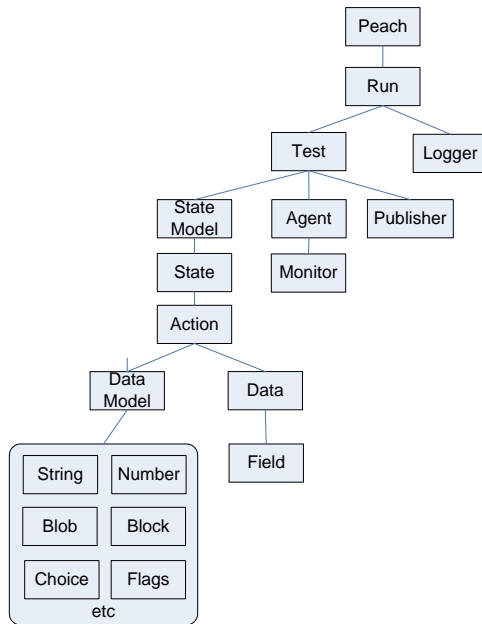 Peach
Run
Test
Logger
State
Model
Agent
Publisher
State
Monitor
Action
Data
Model
Data
Field
String
Number
Blob
Block
Choice
Flags
etc